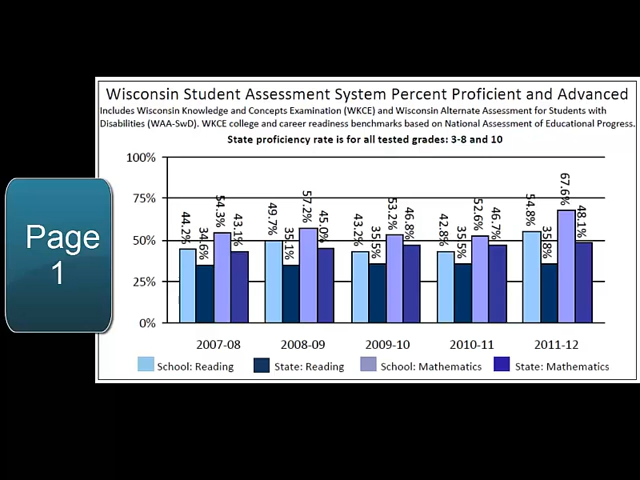 Wisconsin Student Assessment System Percent Proficient and Advanced
Includes Wisconsin Knowledge and Concepts Examination (WKCE) and Wisconsin Alternate Assessment for Students with
Disabilities (WAA-SwD). WKCE college and career readiness benchmarks based on National Assessment of Educational Progress.
State proficiency rate is for all tested grades: 3-8 and 10
Page
1
100%
75%
50%
25%
0%
44.2% 34.6% 54.3% 43.1% 49.7% 35.1% 57.2% 45.0% 43.2% 35.5% 53.2% 46.8% 42.8% 35.5% 52.6% 46.7% 54.8% 35.8% 67.6% 48.1%
2007-08 2008-09 2009-10 2010-11 2011-12
School: Reading State: Reading School: Mathematics State: Mathematics